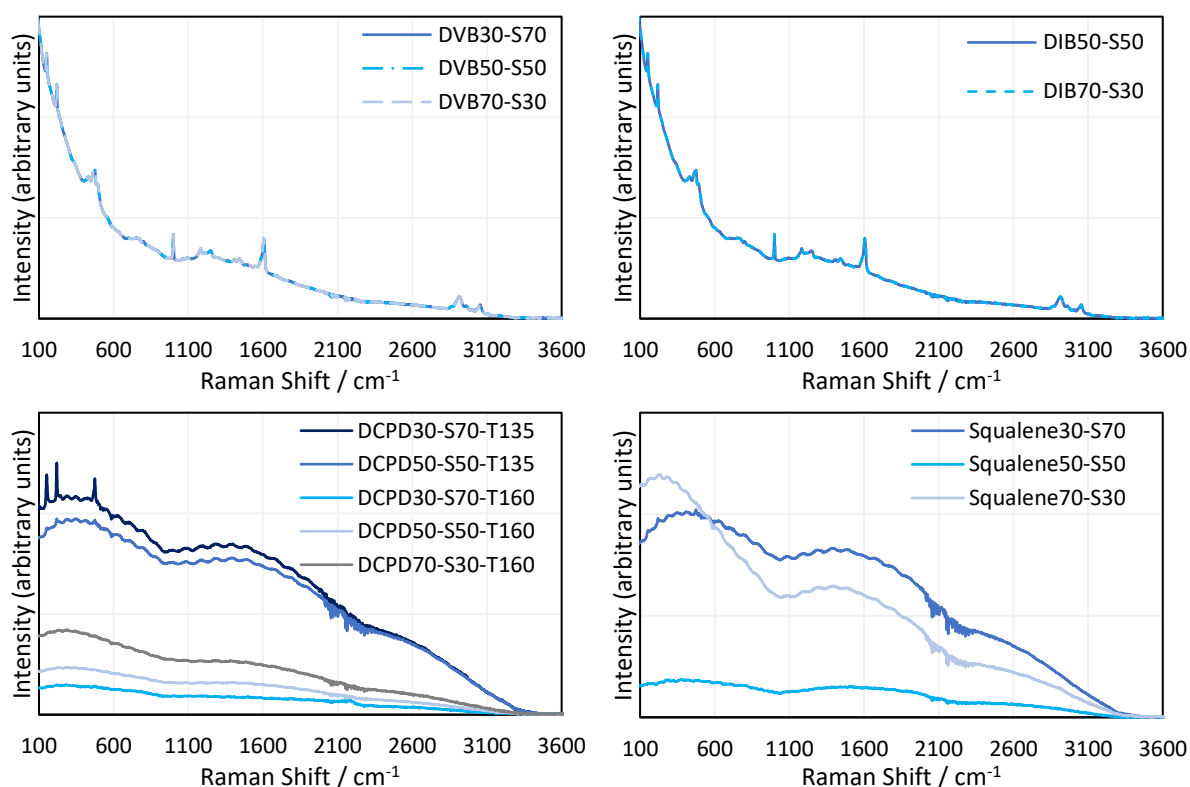 Intensity (arbitrary units)
DVB30-S70
DVB50-S50
DVB70-S30
100 600 1100 1600 2100 2600 3100 3600
Raman Shift / cm-1
Intensity (arbitrary units)
DIB50-S50
DIB70-S30
100 600 1100 1600 2100 2600 3100 3600
Raman Shift / cm-1
Intensity (arbitrary units)
DCPD30-S70-T135
DCPD50-S50-T135
DCPD30-S70-T160
DCPD50-S50-T160
DCPD70-S30-T160
100 600 1100 1600 2100 2600 3100 3600
Raman Shift / cm-1
Intensity (arbitrary units)
Squalene30-S70
Squalene50-S50
Squalene70-S30
100 600 1100 1600 2100 2600 3100 3600
Raman Shift / cm-1